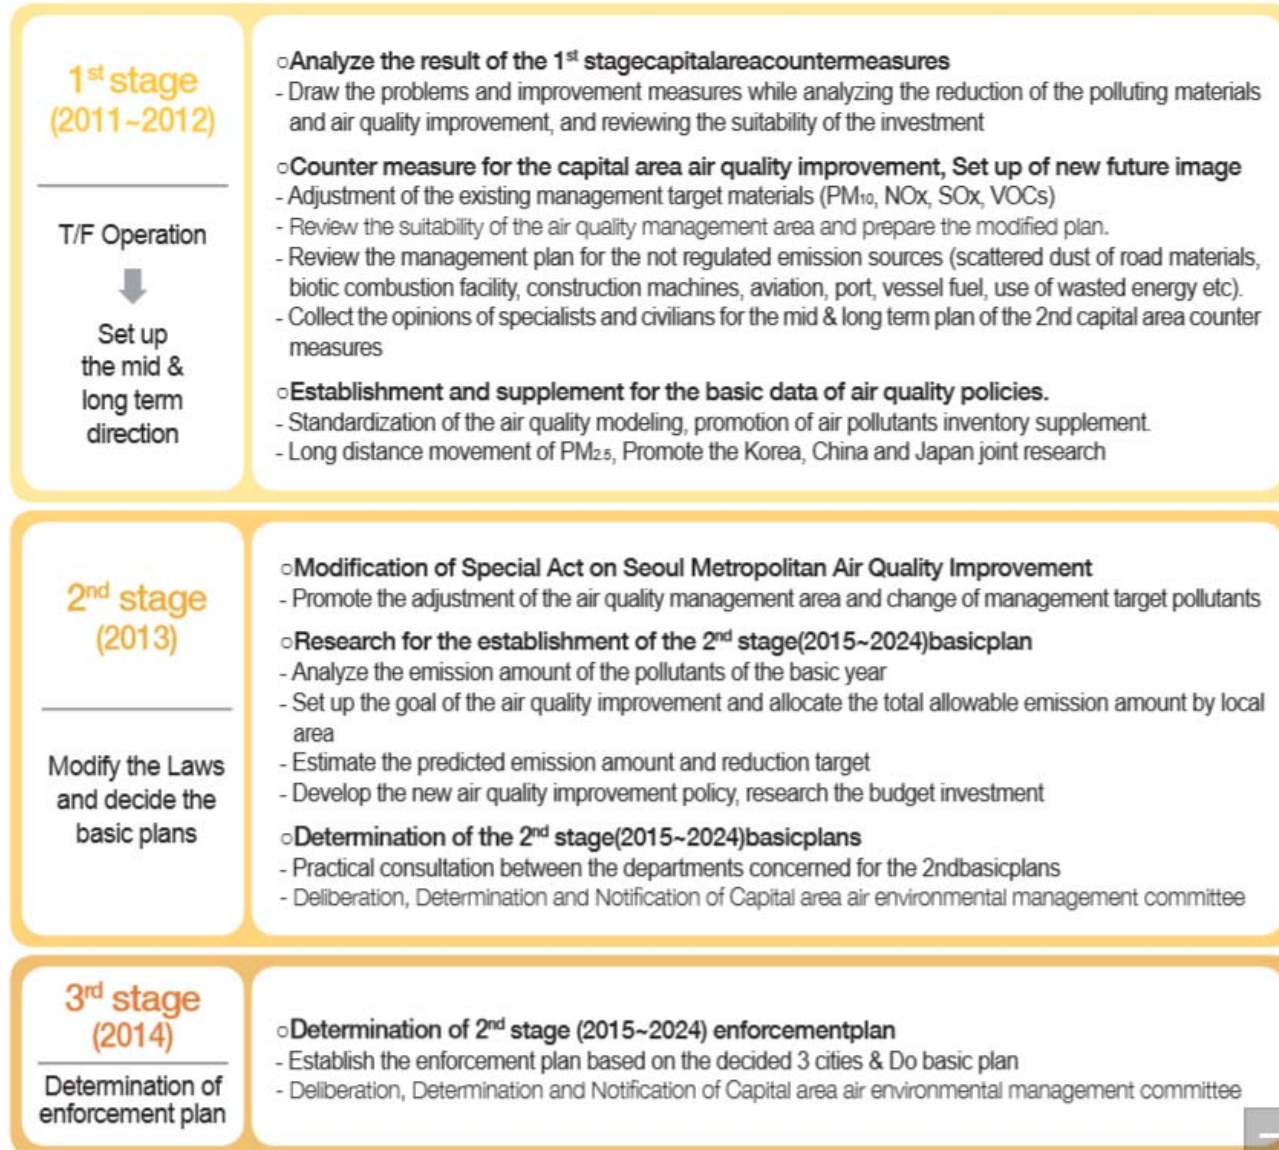 1st stage
(2011~2012)
T/F Operation
Set up
the mid &
long term
direction
○Analyze the result of the 1st stagecapitalareacountermeasures
- Draw the problems and improvement measures while analyzing the reduction of the polluting materials
and air quality improvement, and reviewing the suitability of the investment
○Counter measure for the capital area air quality improvement, Set up of new future image
- Adjustment of the existing management target materials (PM10, NOx, SOx, VOCs)
- Review the suitability of the air quality management area and prepare the modified plan.
- Review the management plan for the not regulated emission sources (scattered dust of road materials,
biotic combustion facility, construction machines, aviation, port, vessel fuel, use of wasted energy etc).
- Collect the opinions of specialists and civilians for the mid & long term plan of the 2nd capital area counter
measures
○Establishment and supplement for the basic data of air quality policies.
- Standardization of the air quality modeling, promotion of air pollutants inventory supplement.
- Long distance movement of PM2.5, Promote the Korea, China and Japan joint research
2nd stage
(2013)
Modify the Laws
and decide the
basic plans
○Modification of Special Act on Seoul Metropolitan Air Quality Improvement
- Promote the adjustment of the air quality management area and change of management target pollutants
○Research for the establishment of the 2nd stage(2015~2024)basicplan
- Analyze the emission amount of the pollutants of the basic year
- Set up the goal of the air quality improvement and allocate the total allowable emission amount by local
area
- Estimate the predicted emission amount and reduction target
- Develop the new air quality improvement policy, research the budget investment
○Determination of the 2nd stage(2015~2024)basicplans
- Practical consultation between the departments concerned for the 2ndbasicplans
- Deliberation, Determination and Notification of Capital area air environmental management committee
3rd stage
(2014)
Determination of
enforcement plan
○Determination of 2nd stage (2015~2024) enforcementplan
- Establish the enforcement plan based on the decided 3 cities & Do basic plan
- Deliberation, Determination and Notification of Capital area air environmental management committee